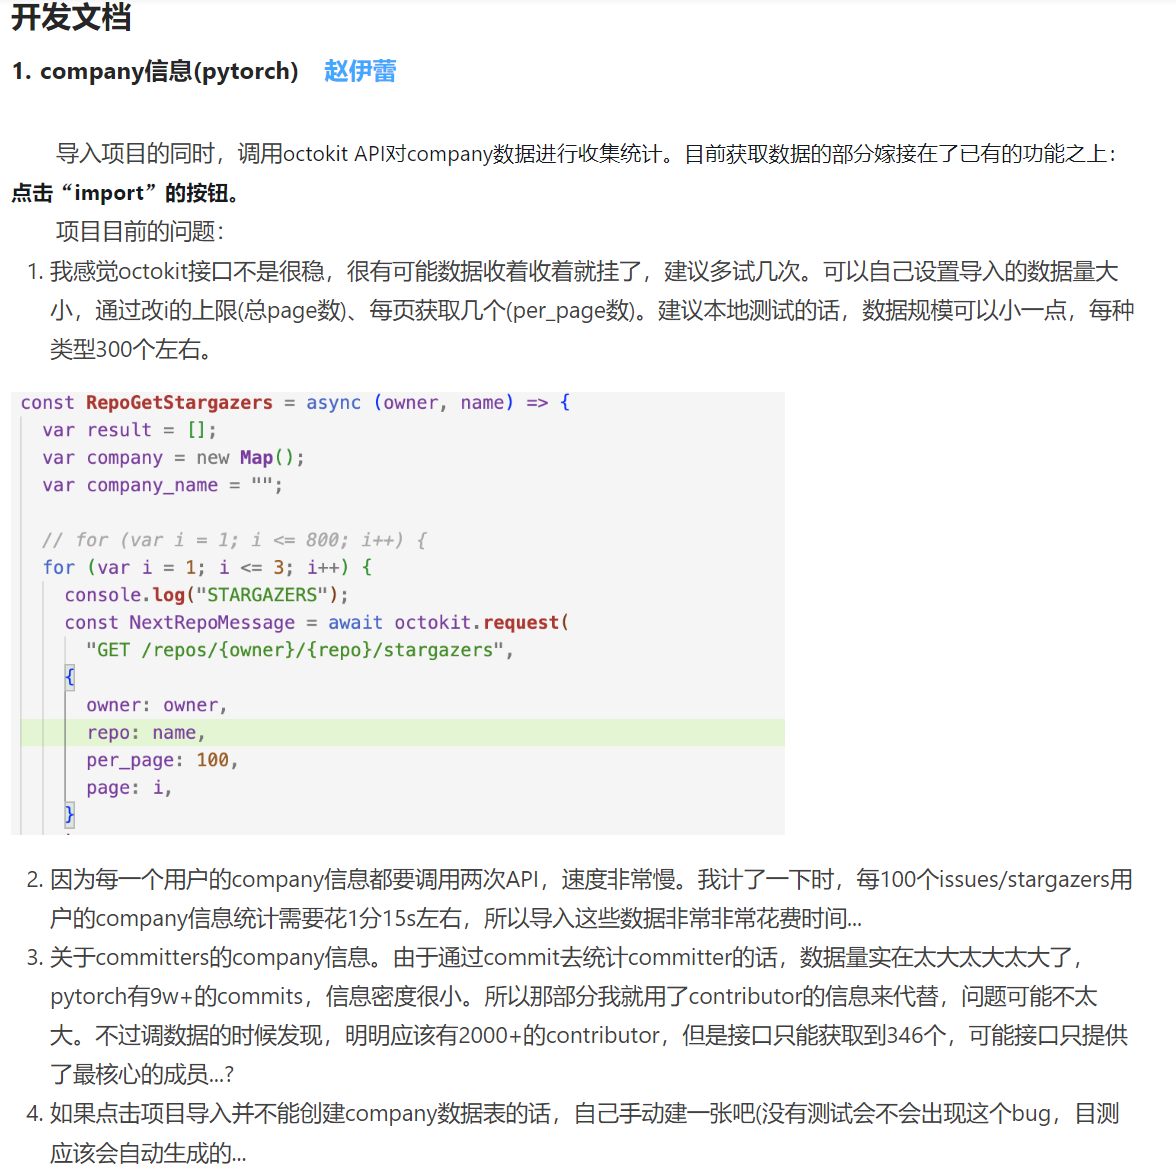 开发文档
1. company信息(pytorch) 赵伊蕾
导入项目的同时，调用octokit API对company数据进行收集统计。目前获取数据的部分嫁接在了已有的功能之上：
点击“import”的按钮。
项目目前的问题：
1. 我感觉octokit接口不是很稳，很有可能数据收着收着就挂了，建议多试几次。可以自己设置导入的数据量大
小，通过改i的上限(总page数)、每页获取几个(per_page数)。建议本地测试的话，数据规模可以小一点，每种
类型300个左右。
const RepoGetStargazers = async (owner, name) => {
var result = [];
var company = new Map();
var company_name = "";
// for (var i = 1; i <= 800; i++) {
for (var i = 1; i <= 3; i++) {
console.log("STARGAZERS");
const NextRepoMessage = await octokit.request(
"GET /repos/{owner}/{repo}/stargazers",
{
owner: owner,
repo: name,
per_page: 100,
page: i,
}
2. 因为每一个用户的company信息都要调用两次API，速度非常慢。我计了一下时，每100个issues/stargazers用
户的company信息统计需要花1分15s左右，所以导入这些数据非常非常花费时间...
3. 关于committers的company信息。由于通过commit去统计committer的话，数据量实在太大太大太大了，
pytorch有9w+的commits，信息密度很小。所以那部分我就用了contributor的信息来代替，问题可能不太
大。不过调数据的时候发现，明明应该有2000+的contributor，但是接口只能获取到346个，可能接口只提供
了最核心的成员...?
4. 如果点击项目导入并不能创建company数据表的话，自己手动建一张吧(没有测试会不会出现这个bug，目测
应该会自动生成的...